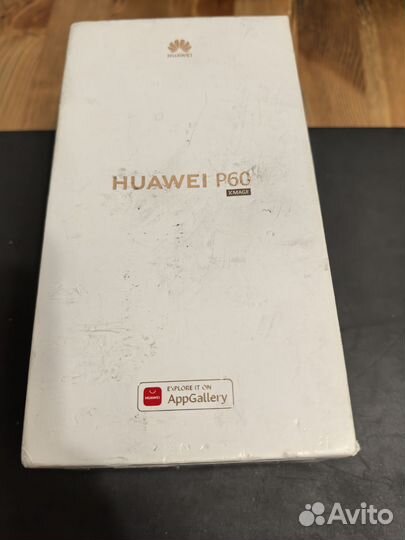 HUAWEI
HUAWEI P60
XMAGE
EXPLORE IT ON
HUAWEI
AppGallery
Avito